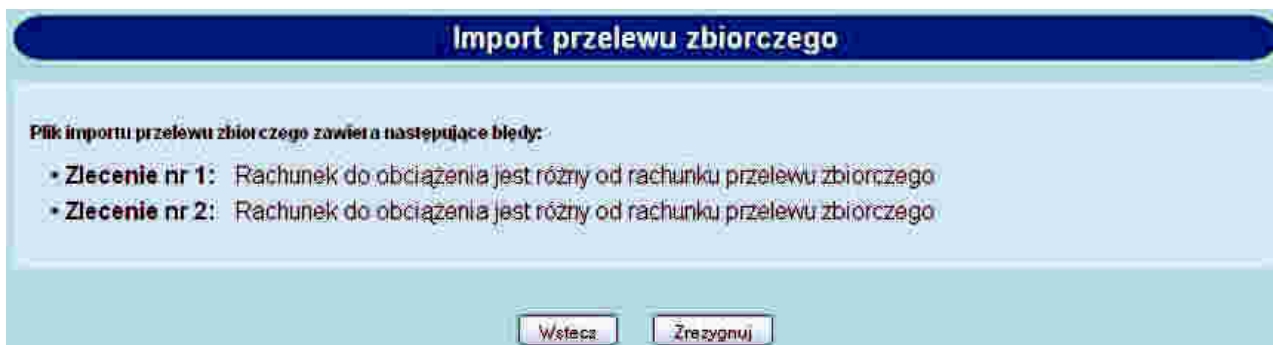 Import przelewu zbiorczego
Plik importu przelewu zbiorczego zawiera następujące błędy:
• Zlecenie nr 1: Rachunek do obciążenia jest różny od rachunku przelewu zbiorczego
• Zlecenie nr 2: Rachunek do obciążenia jest różny od rachunku przelewu zbiorczego
Wstecz Zrezygnuj